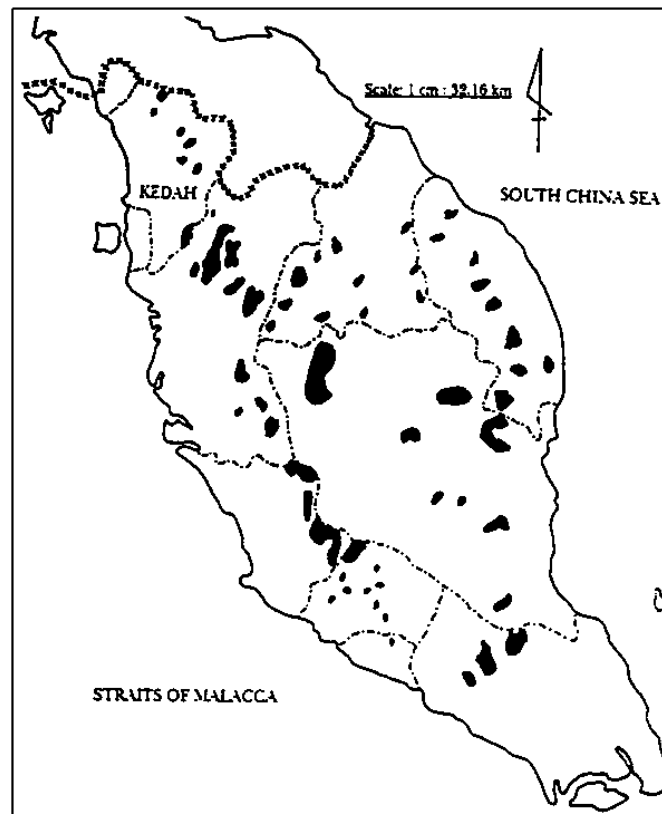 Scale: 1 cm : 32.16 km
KEDAH
SOUTH CHINA SEA
STRAITS OF MALACCA